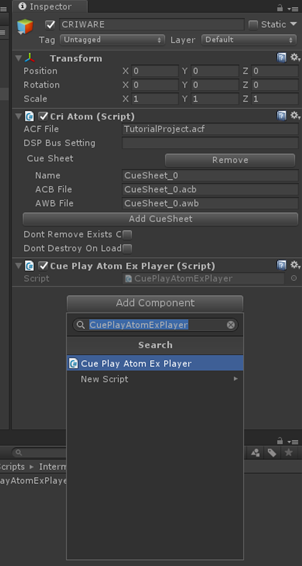 Inspector
CRIWARE Static
Tag Untagged Layer Default
Transform
Position X 0 Y 0 Z 0
Rotation X 0 Y 0 Z 0
Scale X 1 Y 1 Z 1
Cri Atom (Script)
ACF File TutorialProject.acf
DSP Bus Setting
Cue Sheet Remove
Name CueSheet_0
ACB File CueSheet_0.acb
AWB File CueSheet_0.awb
Add CueSheet
Dont Remove Exists C
Dont Destroy On Load
Cue Play Atom Ex Player (Script)
Script CuePlayAtomExPlayer
Add Component
CuePlayAtomExPlayer
Search
Cue Play Atom Ex Player
New Script
cripts Interm
ayAtomExPlaye